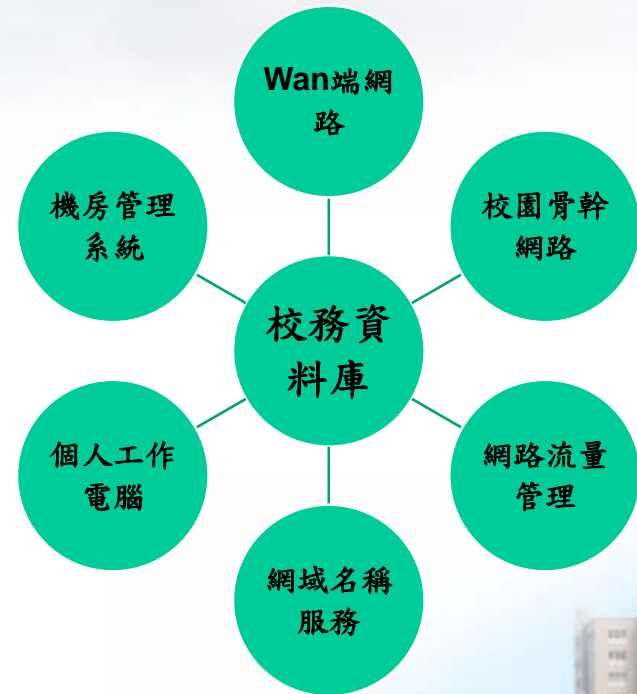 Wan端網
路
機房管理
系統
校園骨幹
網路
校務資
料庫
個人工作
電腦
網路流量
管理
網域名稱
服務